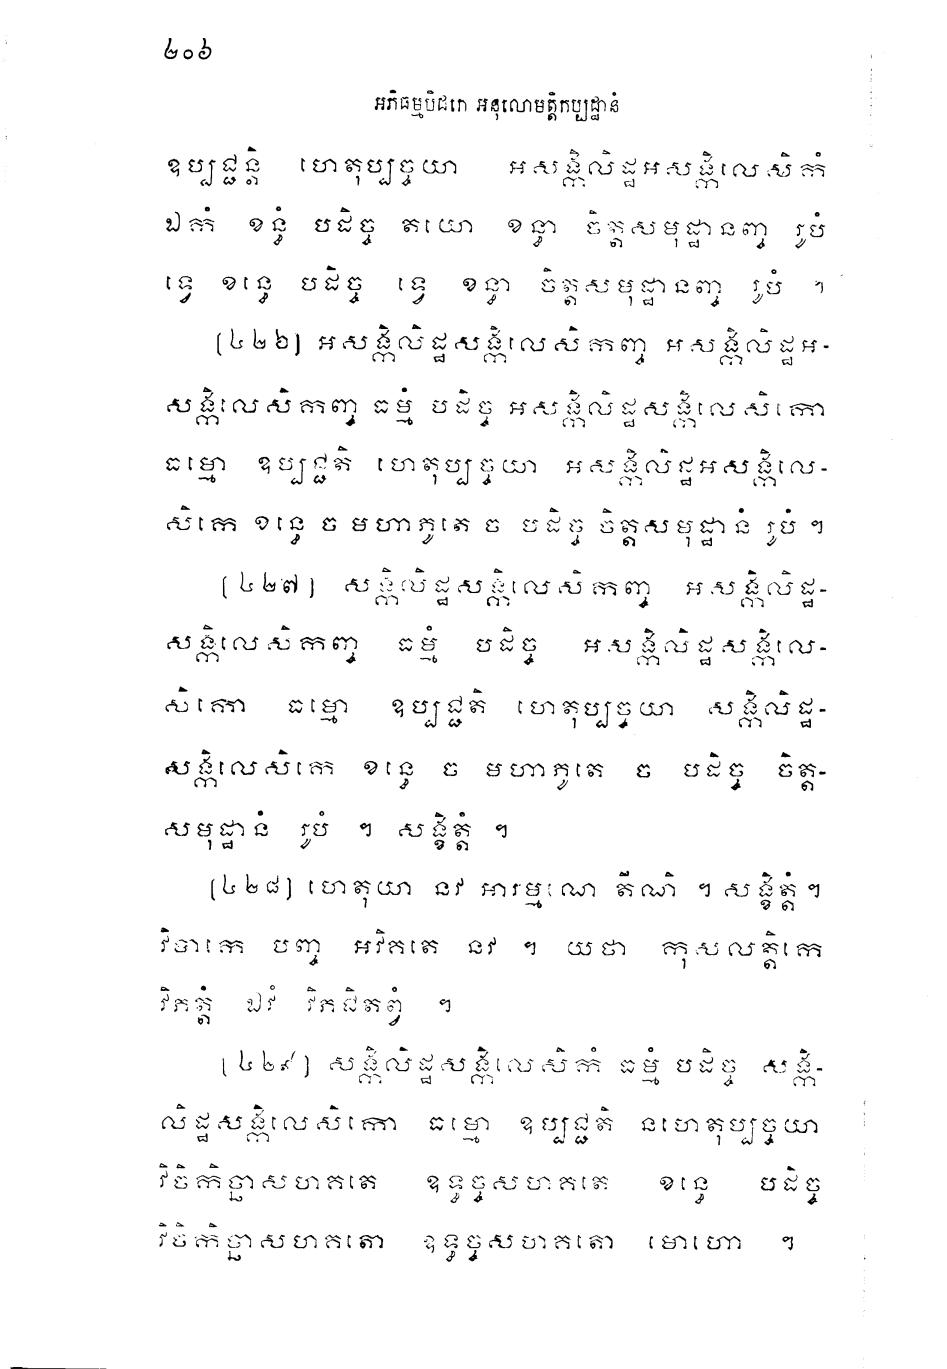 ២០៦
អភិធម្មបិដកេ អនុលោមត្តិកប្បដ្ឋានំ
ឧប្បជ្ជន្តិ ហេតុប្បច្ចយា អសង្កិលិដ្ឋអសង្កិលេសិកំ
ឯកំ ខន្ធំ បដិច្ច តយោ ខន្ធា ចិត្តសមុដ្ឋានញ្ច រូបំ
ទ្វេ ខន្ធេ បដិច្ច ទ្វេ ខន្ធា ចិត្តសមុដ្ឋានញ្ច រូបំ ។
[៤២៦] អសង្កិលិដ្ឋសង្កិលេសិកញ្ច អសង្កិលិដ្ឋអ-
សង្កិលេសិកញ្ច ធម្មំ បដិច្ច អសង្កិលិដ្ឋសង្កិលេសិកោ
ធម្មោ ឧប្បជ្ជតិ ហេតុប្បច្ចយា អសង្កិលិដ្ឋអសង្កិលេ-
សិកេ ខន្ធេ ច មហាភូតេ ច បដិច្ច ចិត្តសមុដ្ឋានំ រូបំ ។
[៤២៧] សង្កិលិដ្ឋសង្កិលេសិកញ្ច អសង្កិលិដ្ឋ-
សង្កិលេសិកញ្ច ធម្មំ បដិច្ច អសង្កិលិដ្ឋសង្កិលេ-
សិកោ ធម្មោ ឧប្បជ្ជតិ ហេតុប្បច្ចយា សង្កិលិដ្ឋ-
សង្កិលេសិកេ ខន្ធេ ច មហាភូតេ ច បដិច្ច ចិត្ត-
សមុដ្ឋានំ រូបំ ។ សង្ខិត្តំ ។
[៤២៨] ហេតុយា នវ អារម្មណេ តីណិ ។ សង្ខិត្តំ ។
វិបាកេ បញ្ច អវិគតេ នវ ។ យថា កុសលត្តិកេ
វិភត្តំ ឯវំ វិភជិតព្វំ ។
[៤២៩] សង្កិលិដ្ឋសង្កិលេសិកំ ធម្មំ បដិច្ច សង្កិ-
លិដ្ឋសង្កិលេសិកោ ធម្មោ ឧប្បជ្ជតិ នហេតុប្បច្ចយា
វិចិកិច្ឆាសហគតេ ឧទ្ធច្ចសហគតេ ខន្ធេ បដិច្ច
វិចិកិច្ឆាសហគតោ ឧទ្ធច្ចសហគតោ មោហោ ។